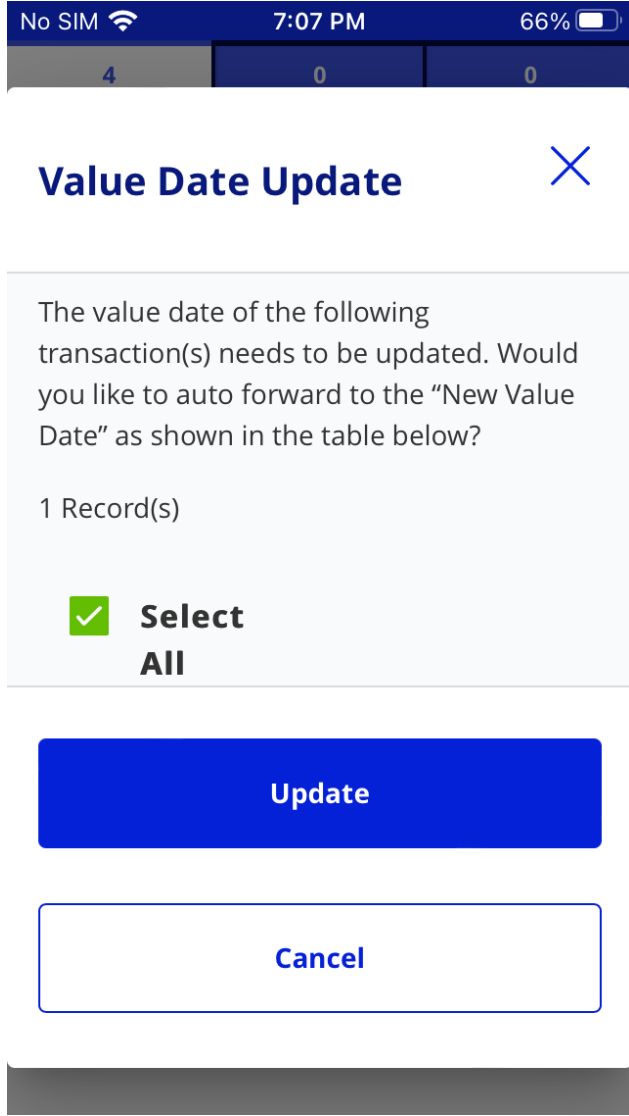 No SIM 7:07 PM 66%
4 0 0
Value Date Update
The value date of the following
transaction(s) needs to be updated. Would
you like to auto forward to the “New Value
Date” as shown in the table below?
1 Record(s)
Select
All
Update
Cancel